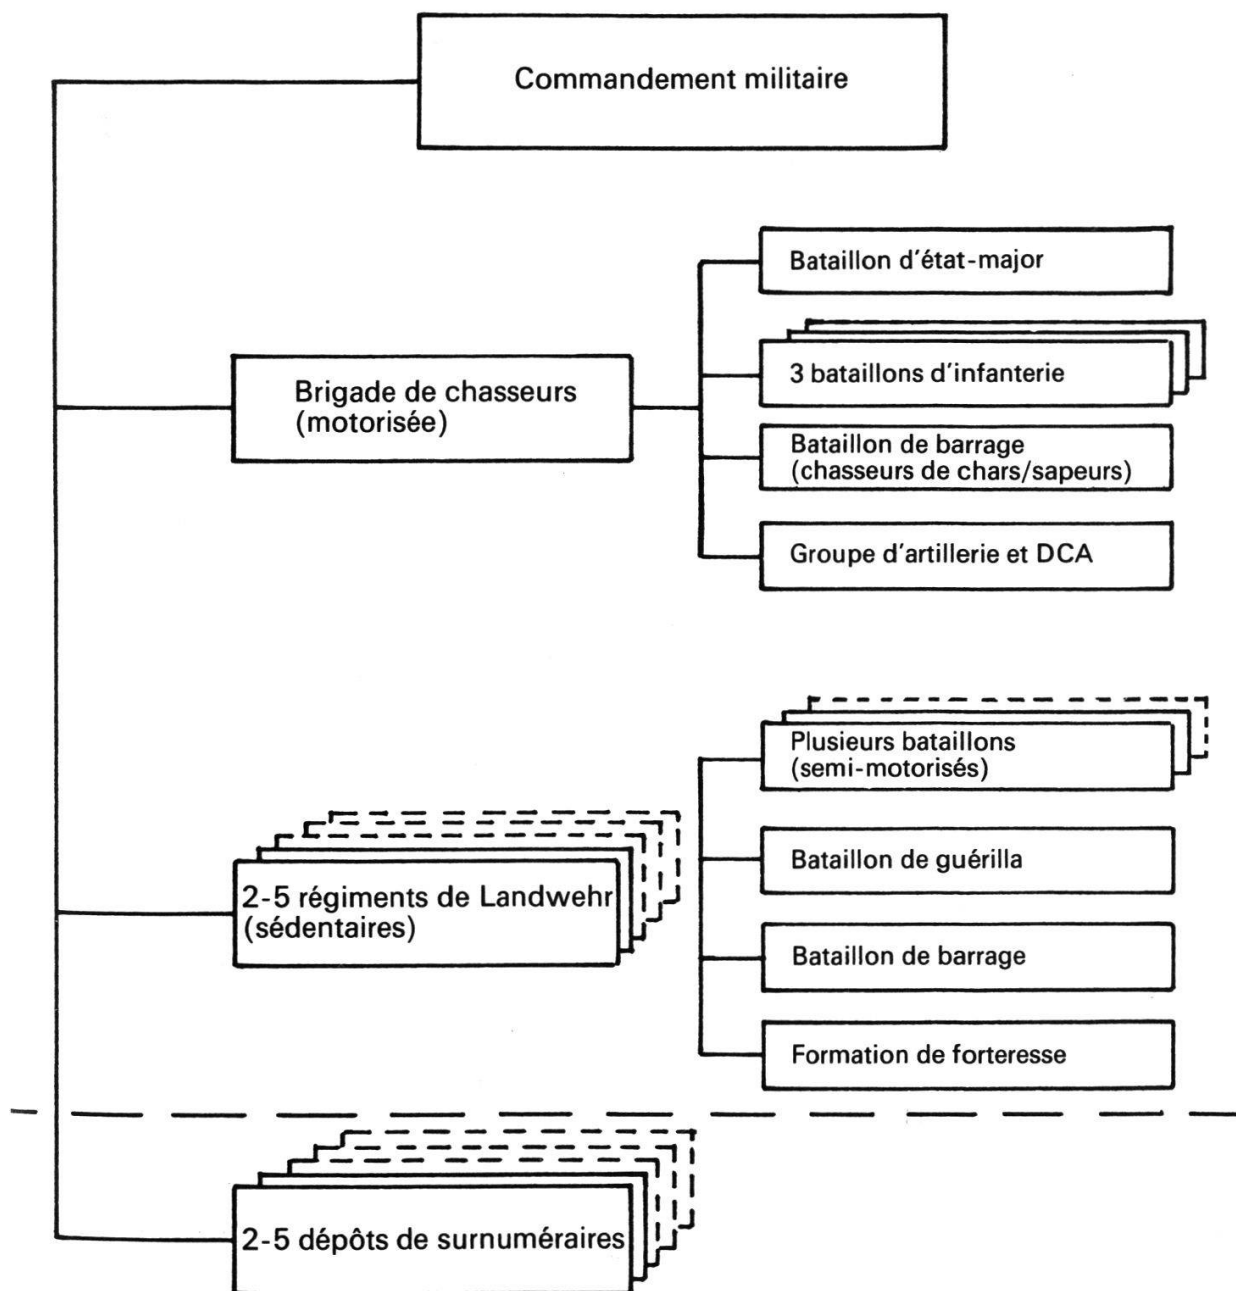 Commandement militaire
Bataillon d'état-major
3 bataillons d'infanterie
Brigade de chasseurs
(motorisée)
Bataillon de barrage
(chasseurs de chars/sapeurs)
Groupe d'artillerie et DCA
Plusieurs bataillons
(semi-motorisés)
Bataillon de guérilla
2-5 régiments de Landwehr
(sédentaires)
Bataillon de barrage
Formation de forteresse
2-5 dépôts de surnuméraires